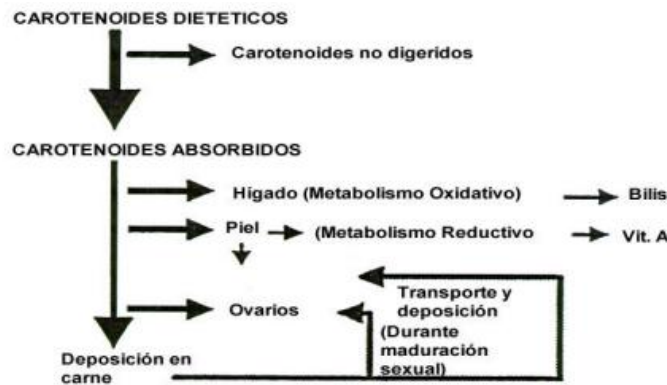 CAROTENOIDES DIETETICOS
Carotenoides no digeridos
CAROTENOIDES ABSORBIDOS
Hígado (Metabolismo Oxidativo) Bilis
Piel (Metabolismo Reductivo Vit. A
Ovarios
Transporte y
deposición
(Durante
maduración
sexual)
Deposición en
carne